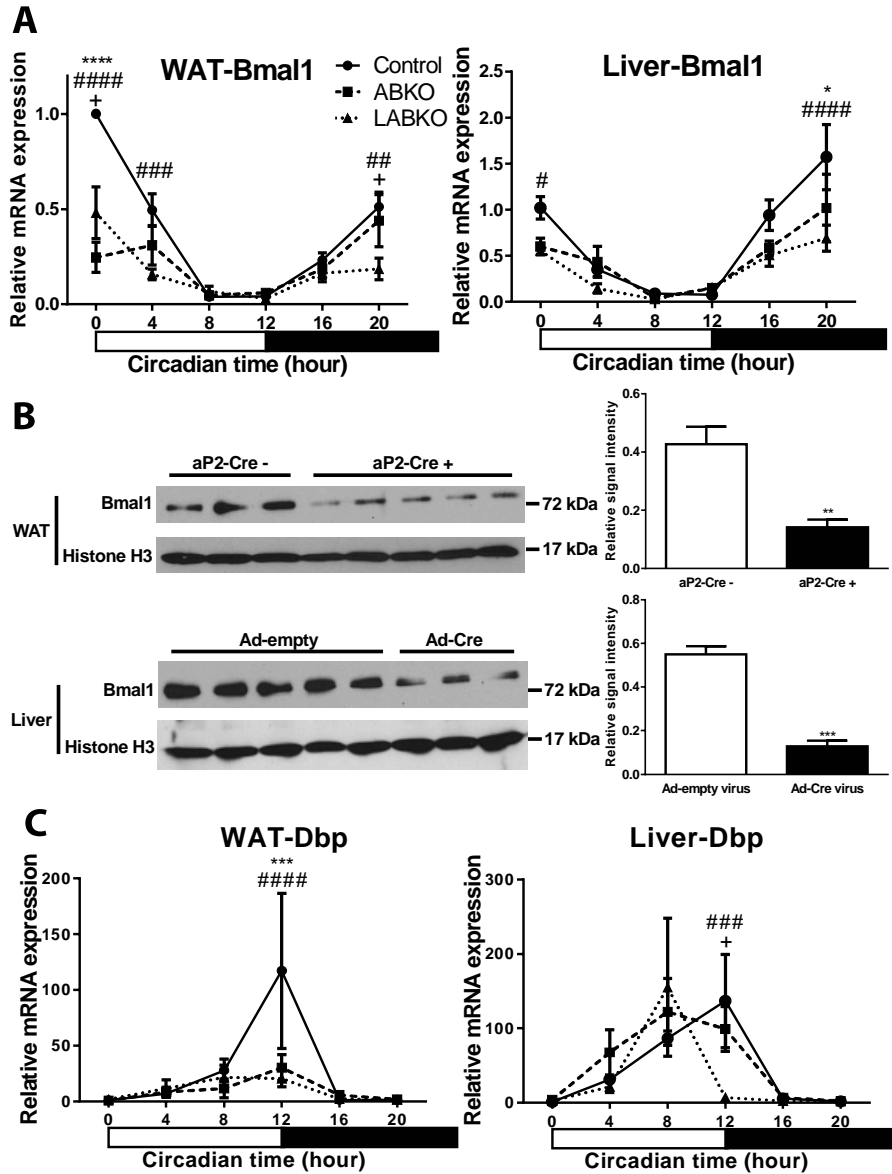 A
WAT-Bmal1
Control
ABKO
LABKO
Liver-Bmal1
Relative mRNA expression
1.0
0.5
0.0
****
####
+
###
##
+
0 4 8 12 16 20
Circadian time (hour)
Relative mRNA expression
2.5
2.0
1.5
1.0
0.5
0.0
#
*
####
0 4 8 12 16 20
Circadian time (hour)
B
aP2-Cre - aP2-Cre +
WAT
Bmal1
72 kDa
Histone H3
17 kDa
Relative signal intensity
0.6
0.4
0.2
0.0
**
aP2-Cre - aP2-Cre +
Ad-empty Ad-Cre
Liver
Bmal1
72 kDa
Histone H3
17 kDa
Relative signal intensity
0.8
0.6
0.4
0.2
0.0
***
Ad-empty virus Ad-Cre virus
C
WAT-Dbp
Relative mRNA expression
200
150
100
50
0
***
####
0 4 8 12 16 20
Circadian time (hour)
Liver-Dbp
Relative mRNA expression
300
200
100
0
###
+
0 4 8 12 16 20
Circadian time (hour)